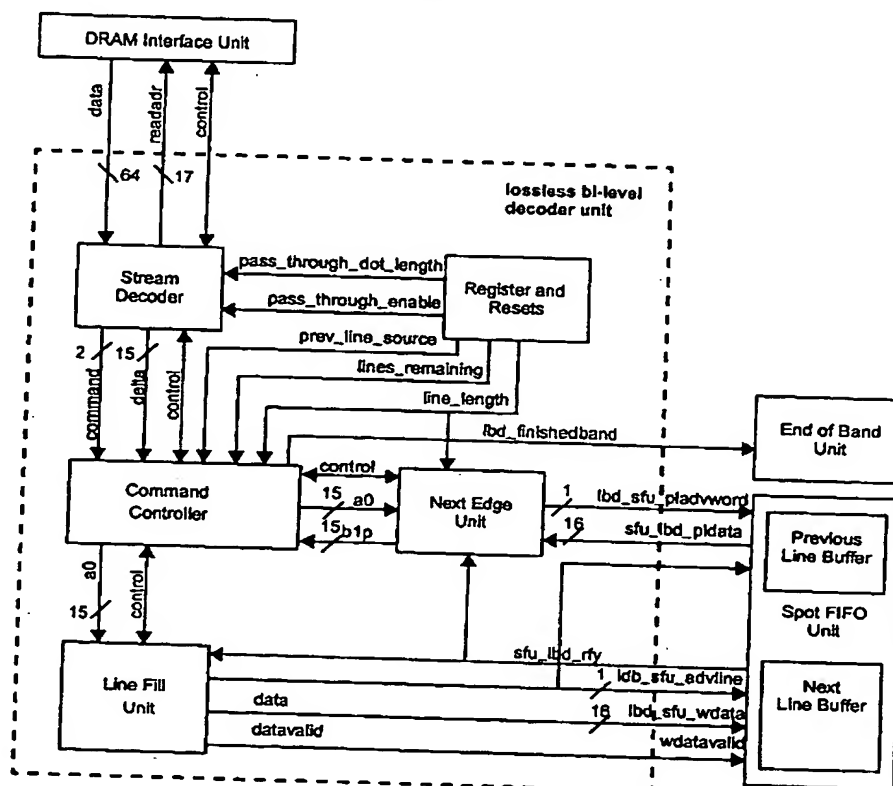 DRAM Interface Unit
data
readadr
control
64
17
lossless bi-level
decoder unit
Stream
Decoder
pass_through_dot_length
pass_through_enable
Register and
Resets
prev_line_source
lines_remaining
line_length
2
15
command
delta
control
lbd_finishedband
End of Band
Unit
Command
Controller
control
15
a0
15
b1p
Next Edge
Unit
1
lbd_sfu_pladvword
16
sfu_lbd_pldata
Previous
Line Buffer
Spot FIFO
Unit
a0
15
control
sfu_lbd_rfy
Line Fill
Unit
1
ldb_sfu_advline
data
16
lbd_sfu_wdata
datavalid
wdatavalid
Next
Line Buffer